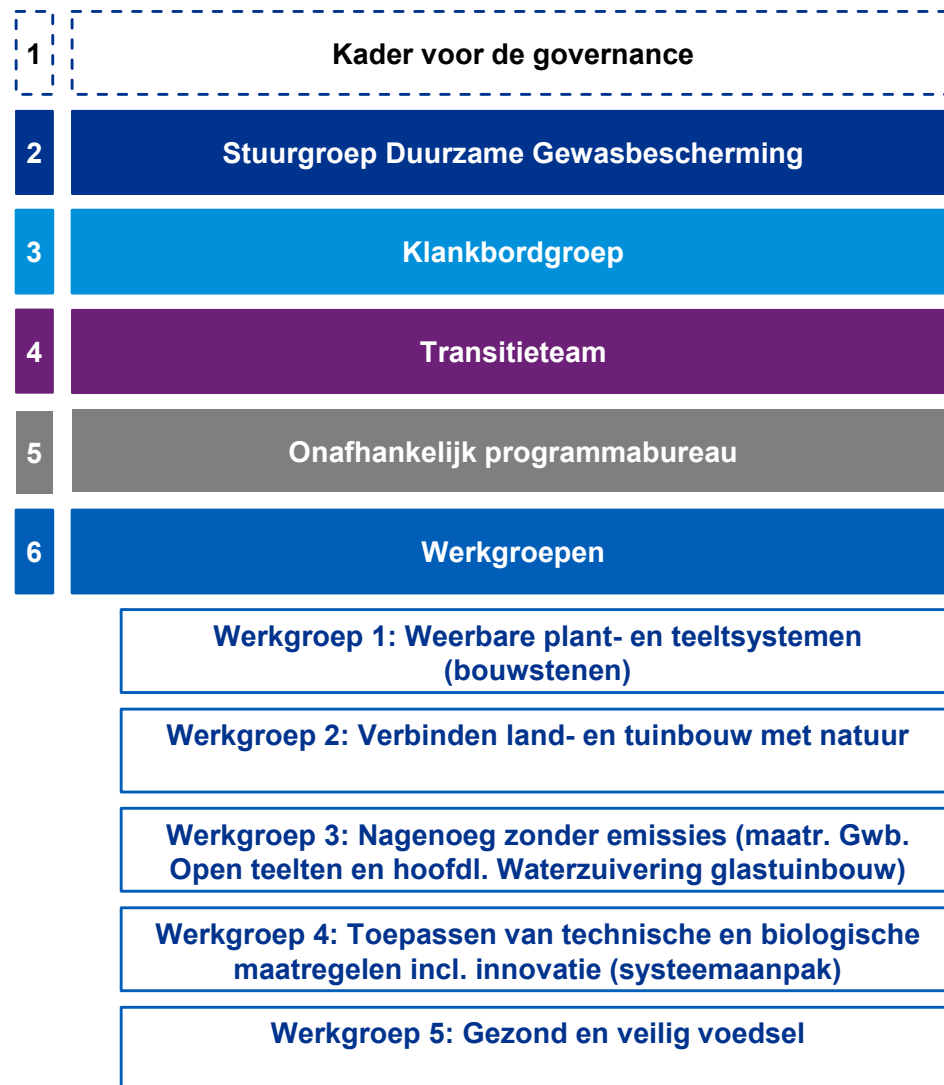 1 Kader voor de governance
2 Stuurgroep Duurzame Gewasbescherming
3 Klankbordgroep
4 Transitieteam
5 Onafhankelijk programmabureau
6 Werkgroepen
Werkgroep 1: Weerbare plant- en teeltsystemen
(bouwstenen)
Werkgroep 2: Verbinden land- en tuinbouw met natuur
Werkgroep 3: Nagenoeg zonder emissies (maatr. Gwb.
Open teelten en hoofdl. Waterzuivering glastuinbouw)
Werkgroep 4: Toepassen van technische en biologische
maatregelen incl. innovatie (systeemaanpak)
Werkgroep 5: Gezond en veilig voedsel